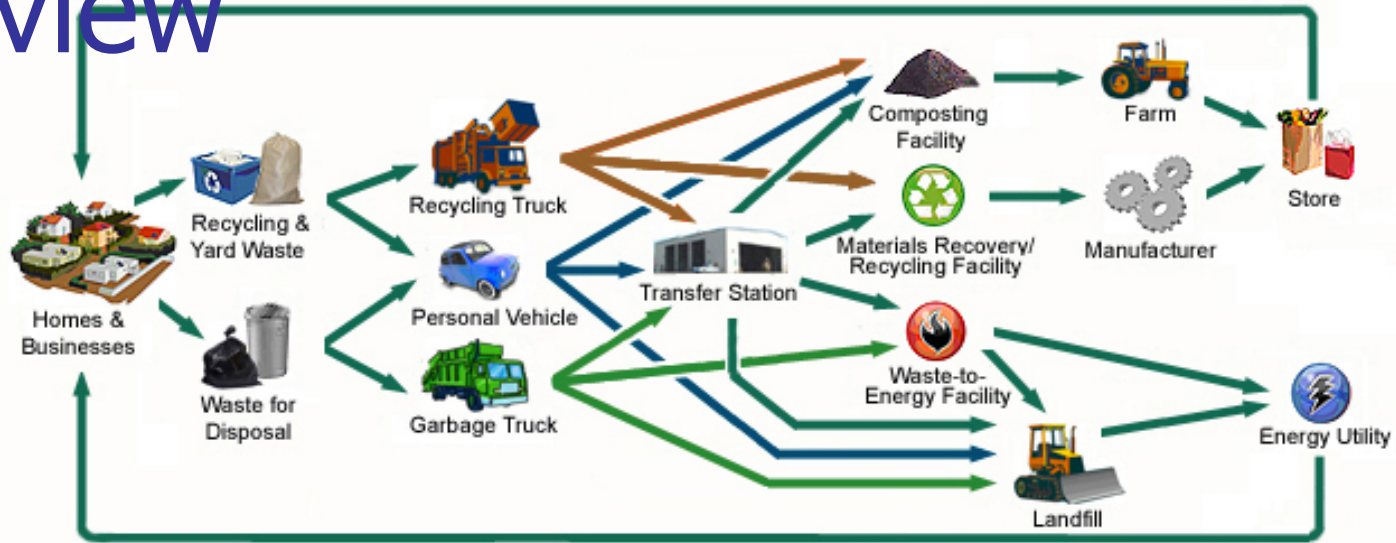 view
Homes &
Businesses
Recycling &
Yard Waste
Waste for
Disposal
Recycling Truck
Personal Vehicle
Garbage Truck
Transfer Station
Composting
Facility
Materials Recovery/
Recycling Facility
Waste-to-
Energy Facility
Landfill
Farm
Manufacturer
Store
Energy Utility